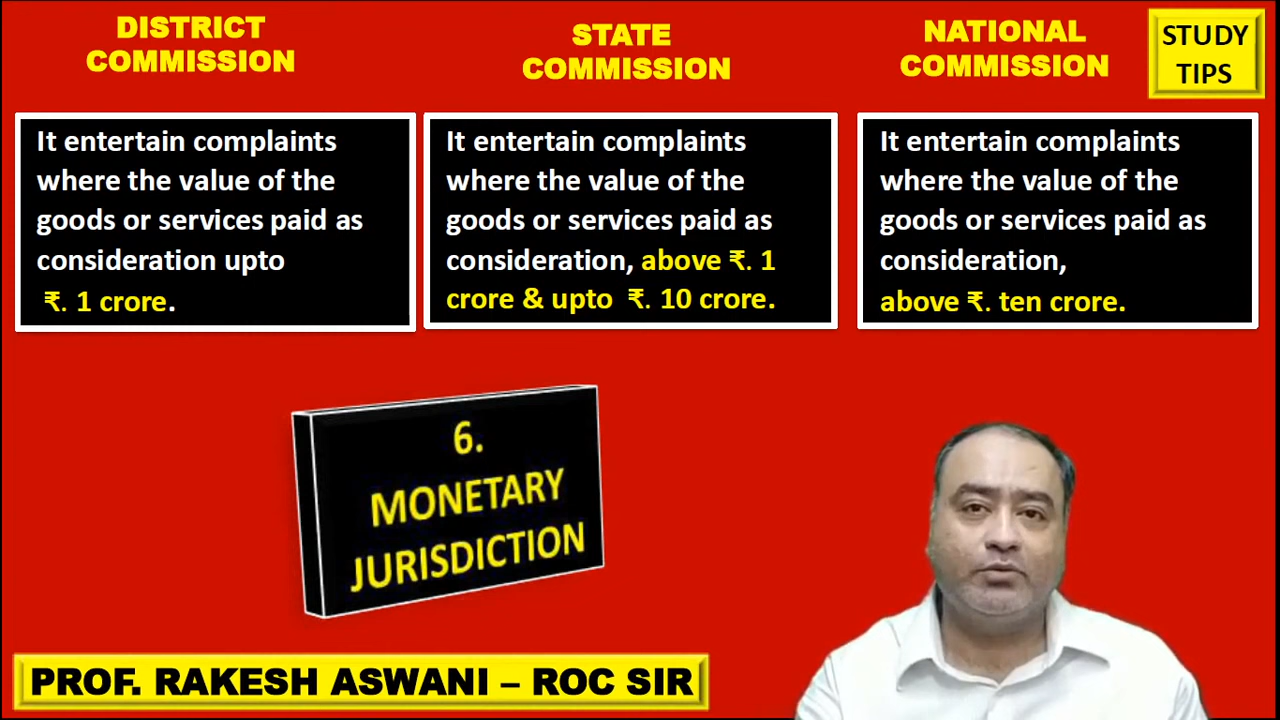 DISTRICT
COMMISSION
STATE
COMMISSION
NATIONAL
COMMISSION
STUDY
TIPS
It entertain complaints
where the value of the
goods or services paid as
consideration upto
₹. 1 crore.
It entertain complaints
where the value of the
goods or services paid as
consideration, above ₹. 1
crore & upto ₹. 10 crore.
It entertain complaints
where the value of the
goods or services paid as
consideration,
above ₹. ten crore.
6.
MONETARY
JURISDICTION
PROF. RAKESH ASWANI – ROC SIR